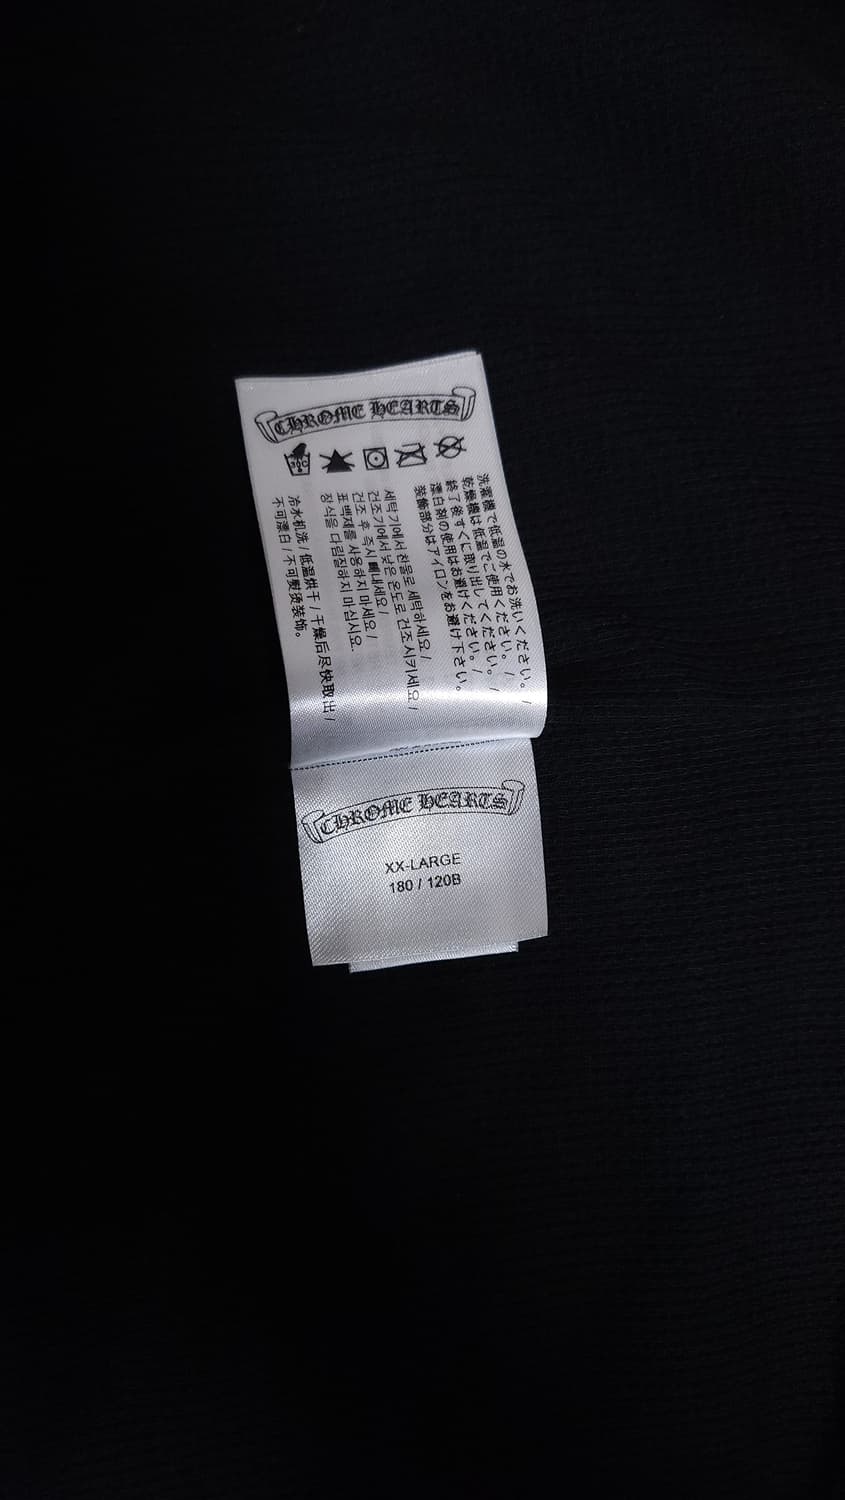 CHROME HEARTS
30C
洗濯機で低温の水でお洗いください。/
乾燥機は低温でご使用ください。/
終了後すぐに取り出してください。/
漂白剤の使用はお避けください。/
装飾部分はアイロンをお避け下さい。
세탁기에서 찬물로 세탁하세요 /
건조기에서 낮은 온도로 건조시키세요 /
건조 후 즉시 빼내세요 /
표백제를 사용하지 마세요 /
장식을 다림질하지 마십시요.
冷水机洗 / 低温烘干 / 干燥后尽快取出 /
不可漂白 / 不可熨烫装饰。
CHROME HEARTS
XX-LARGE
180 / 120B